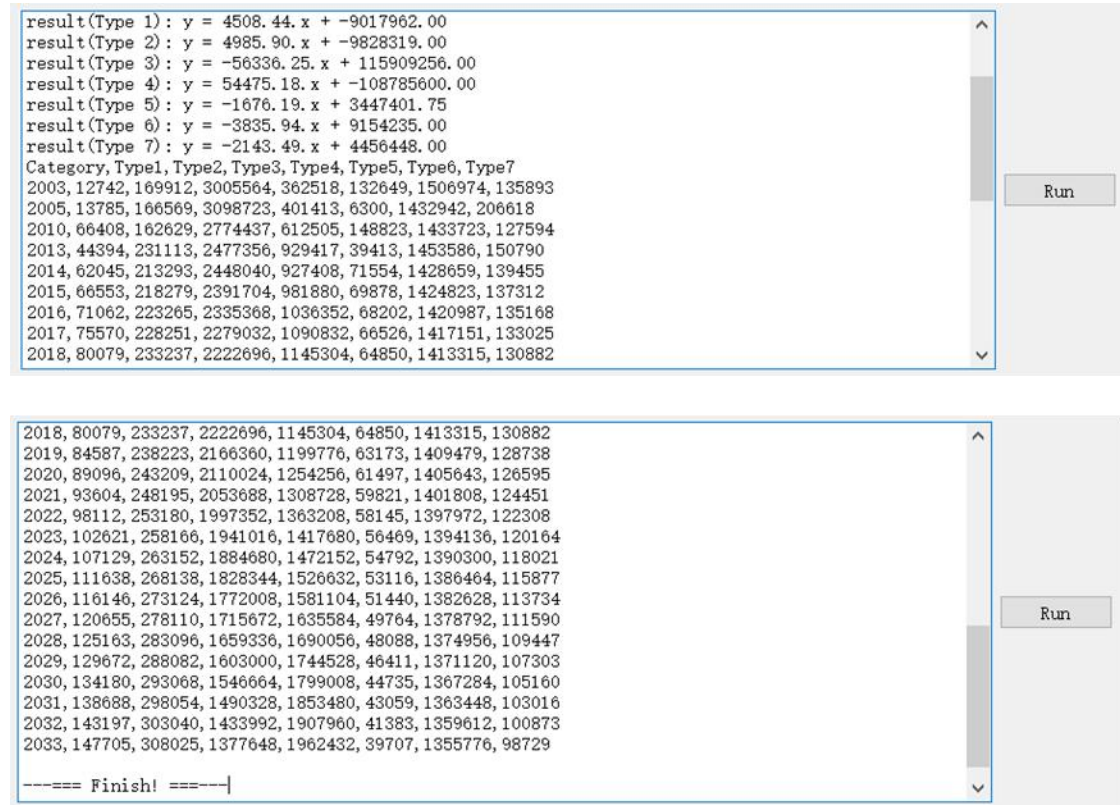 result(Type 1): y = 4508.44.x + -9017962.00
result(Type 2): y = 4985.90.x + -9828319.00
result(Type 3): y = -56336.25.x + 115909256.00
result(Type 4): y = 54475.18.x + -108785600.00
result(Type 5): y = -1676.19.x + 3447401.75
result(Type 6): y = -3835.94.x + 9154235.00
result(Type 7): y = -2143.49.x + 4456448.00
Category,Type1,Type2,Type3,Type4,Type5,Type6,Type7
2003,12742,169912,3005564,362518,132649,1506974,135893
2005,13785,166569,3098723,401413,6300,1432942,206618
2010,66408,162629,2774437,612505,148823,1433723,127594
2013,44394,231113,2477356,929417,39413,1453586,150790
2014,62045,213293,2448040,927408,71554,1428659,139455
2015,66553,218279,2391704,981880,69878,1424823,137312
2016,71062,223265,2335368,1036352,68202,1420987,135168
2017,75570,228251,2279032,1090832,66526,1417151,133025
2018,80079,233237,2222696,1145304,64850,1413315,130882
Run
2018,80079,233237,2222696,1145304,64850,1413315,130882
2019,84587,238223,2166360,1199776,63173,1409479,128738
2020,89096,243209,2110024,1254256,61497,1405643,126595
2021,93604,248195,2053688,1308728,59821,1401808,124451
2022,98112,253180,1997352,1363208,58145,1397972,122308
2023,102621,258166,1941016,1417680,56469,1394136,120164
2024,107129,263152,1884680,1472152,54792,1390300,118021
2025,111638,268138,1828344,1526632,53116,1386464,115877
2026,116146,273124,1772008,1581104,51440,1382628,113734
2027,120655,278110,1715672,1635584,49764,1378792,111590
2028,125163,283096,1659336,1690056,48088,1374956,109447
2029,129672,288082,1603000,1744528,46411,1371120,107303
2030,134180,293068,1546664,1799008,44735,1367284,105160
2031,138688,298054,1490328,1853480,43059,1363448,103016
2032,143197,303040,1433992,1907960,41383,1359612,100873
2033,147705,308025,1377648,1962432,39707,1355776,98729
---=== Finish! ===---
Run